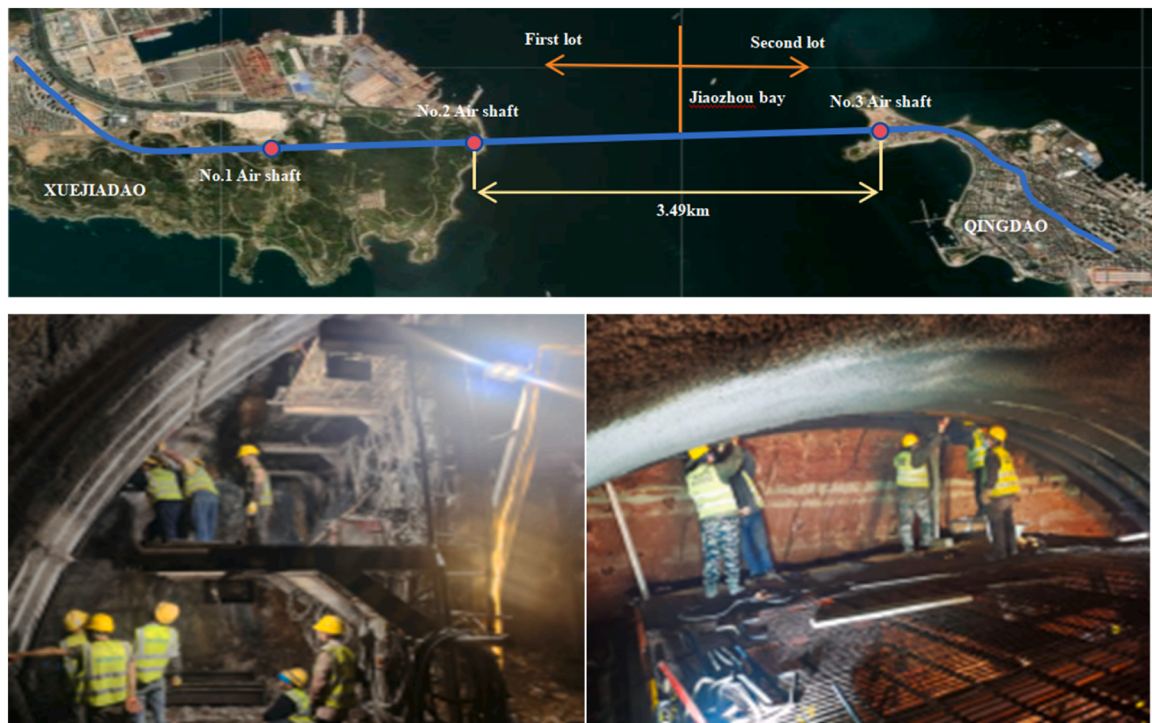 First lot
Second lot
No.2 Air shaft
Jiaozhou bay
No.3 Air shaft
No.1 Air shaft
XUEJIADAO
3.49km
QINGDAO